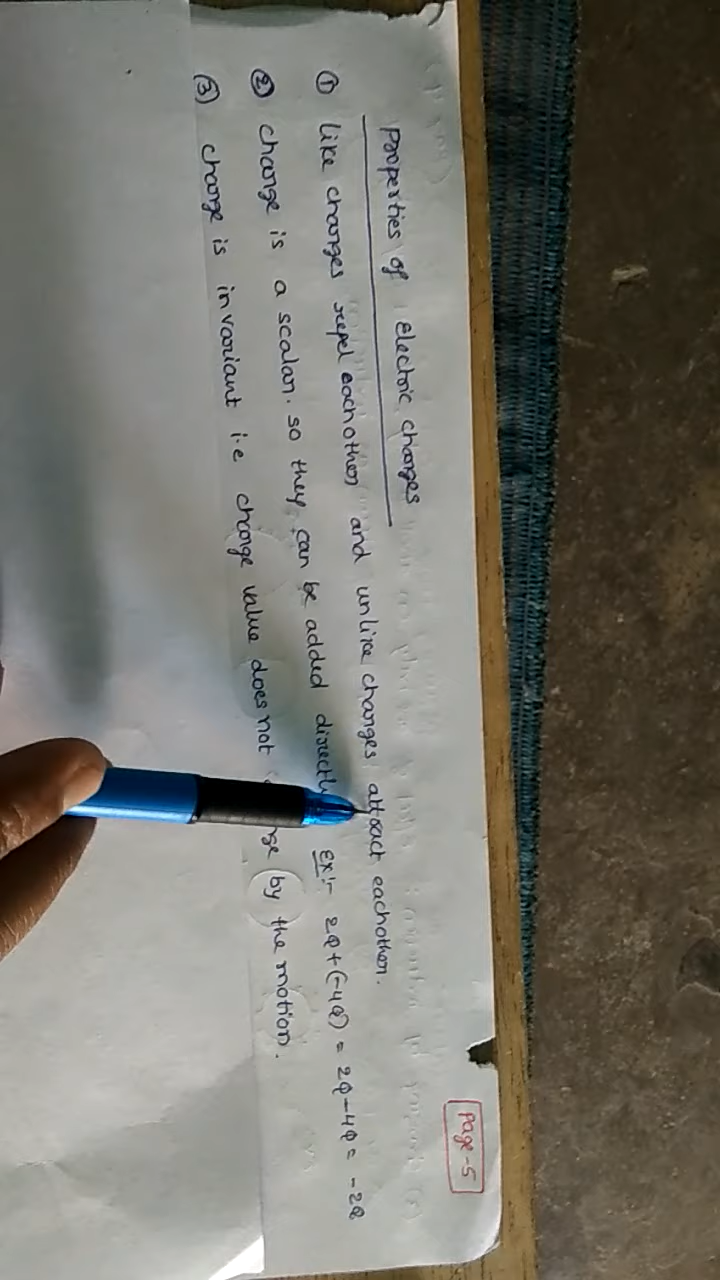 Page-5
Properties of Electric charges
① like charges repel eachother and unlike charges attract eachother.
② charge is a scalar. so they can be added directly Ex:- 2Q+(-4Q) = 2Q-4Q = -2Q
③ charge is invariant i.e charge value does not by the motion.